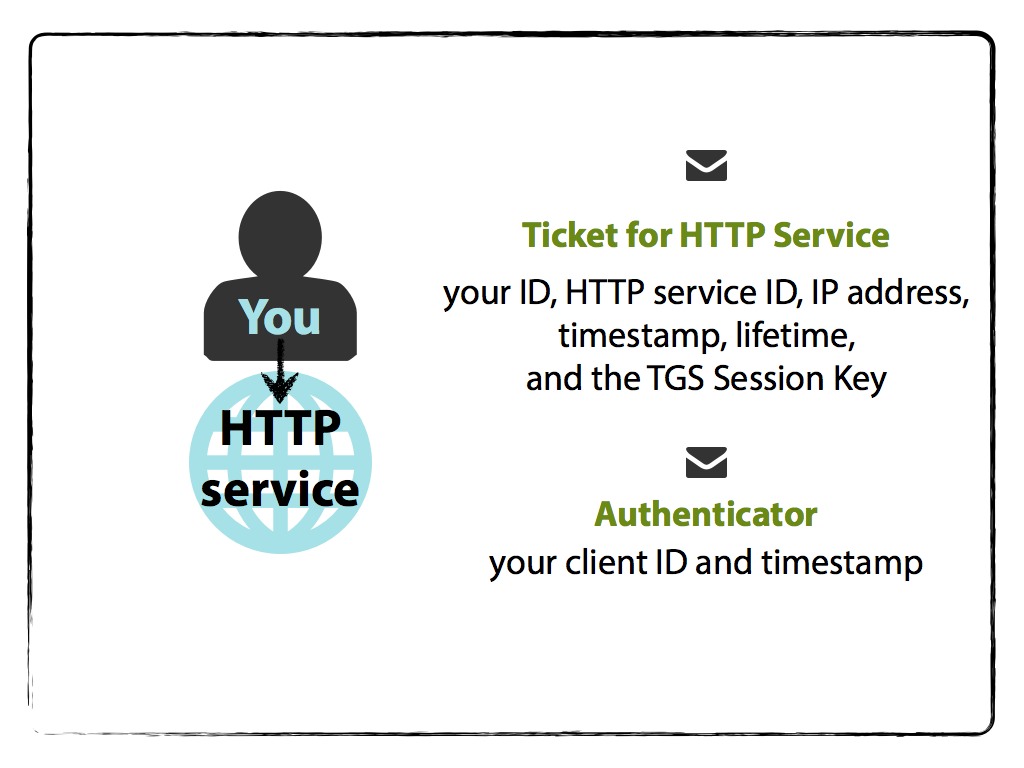 You
HTTP
service
Ticket for HTTP Service
your ID, HTTP service ID, IP address,
timestamp, lifetime,
and the TGS Session Key
Authenticator
your client ID and timestamp